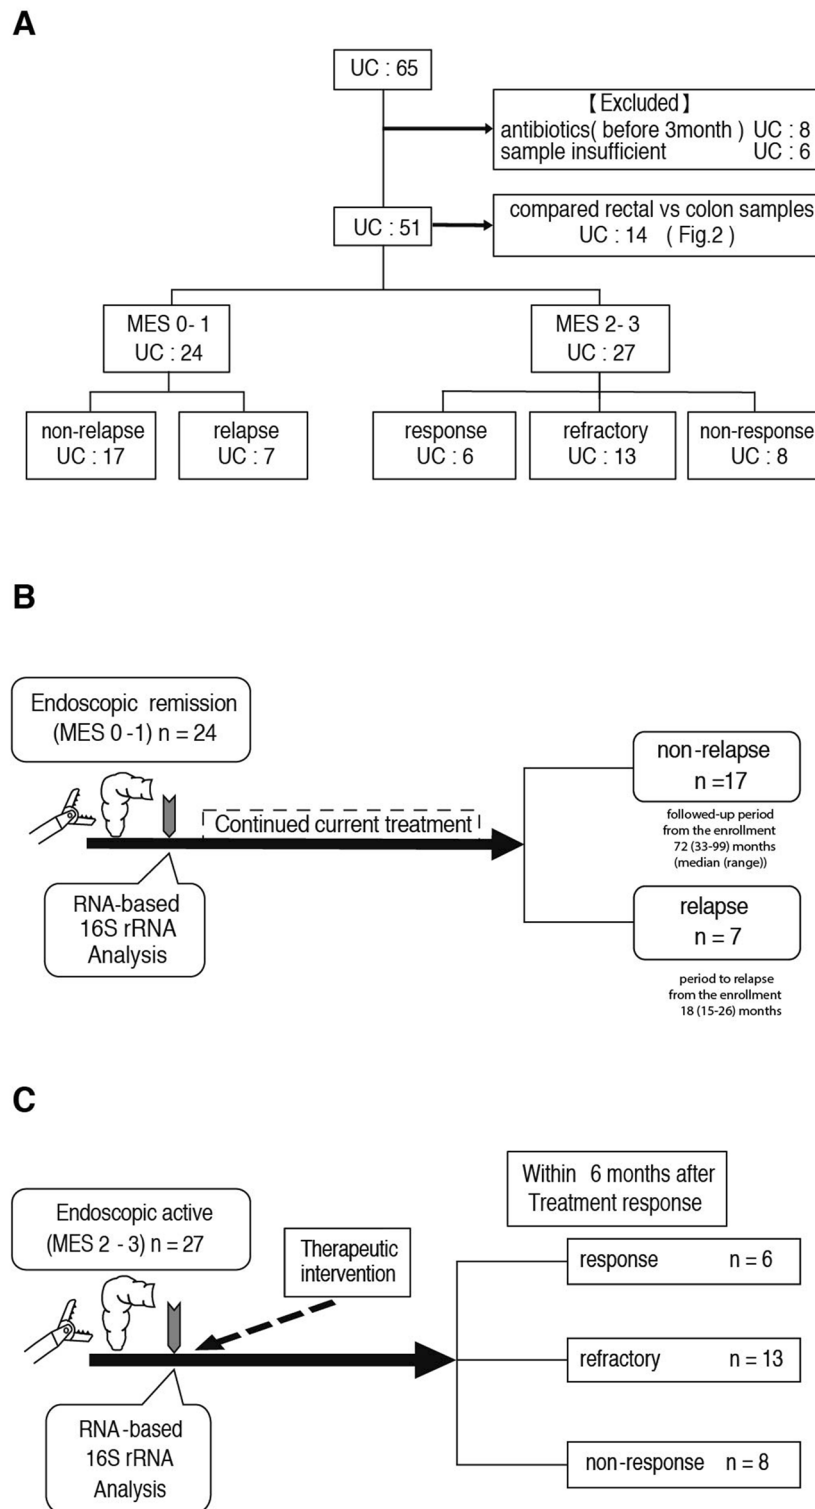 A
UC : 65
【Excluded】
antibiotics( before 3month ) UC : 8
sample insufficient UC : 6
UC : 51
compared rectal vs colon samples
UC : 14 ( Fig.2 )
MES 0- 1
UC : 24
MES 2- 3
UC : 27
non-relapse
UC : 17
relapse
UC : 7
response
UC : 6
refractory
UC : 13
non-response
UC : 8
B
Endoscopic remission
(MES 0 -1) n = 24
Continued current treatment
RNA-based
16S rRNA
Analysis
non-relapse
n =17
followed-up period
from the enrollment
72 (33-99) months
(median (range))
relapse
n = 7
period to relapse
from the enrollment
18 (15-26) months
C
Within 6 months after
Treatment response
Endoscopic active
(MES 2 - 3) n = 27
Therapeutic
intervention
response n = 6
refractory n = 13
non-response n = 8
RNA-based
16S rRNA
Analysis